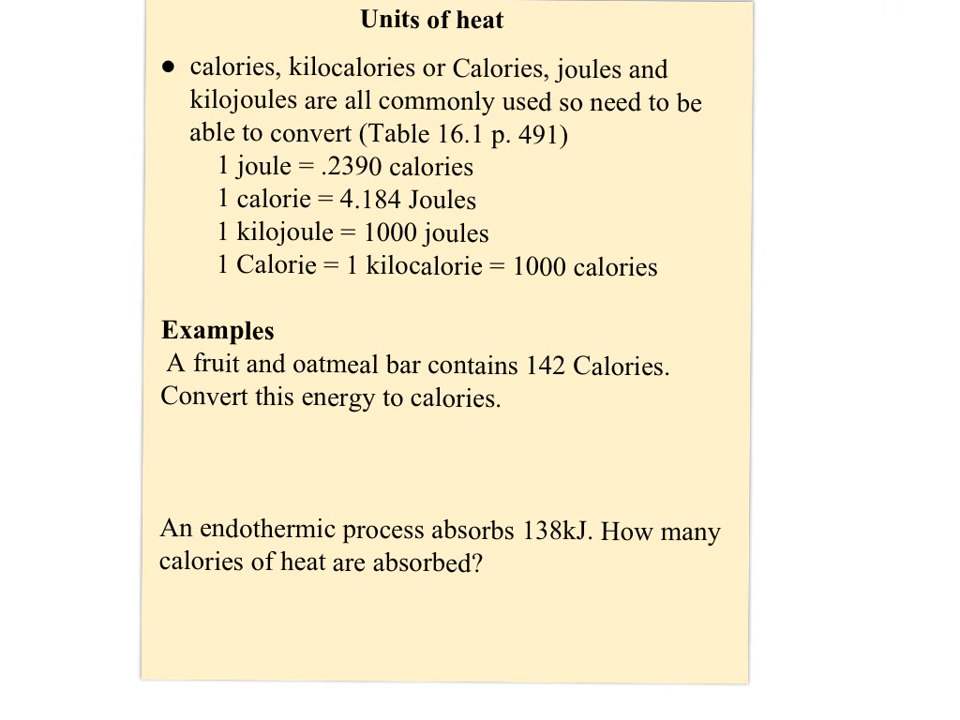 Units of heat
• calories, kilocalories or Calories, joules and
kilojoules are all commonly used so need to be
able to convert (Table 16.1 p. 491)
1 joule = .2390 calories
1 calorie = 4.184 Joules
1 kilojoule = 1000 joules
1 Calorie = 1 kilocalorie = 1000 calories
Examples
A fruit and oatmeal bar contains 142 Calories.
Convert this energy to calories.
An endothermic process absorbs 138kJ. How many
calories of heat are absorbed?